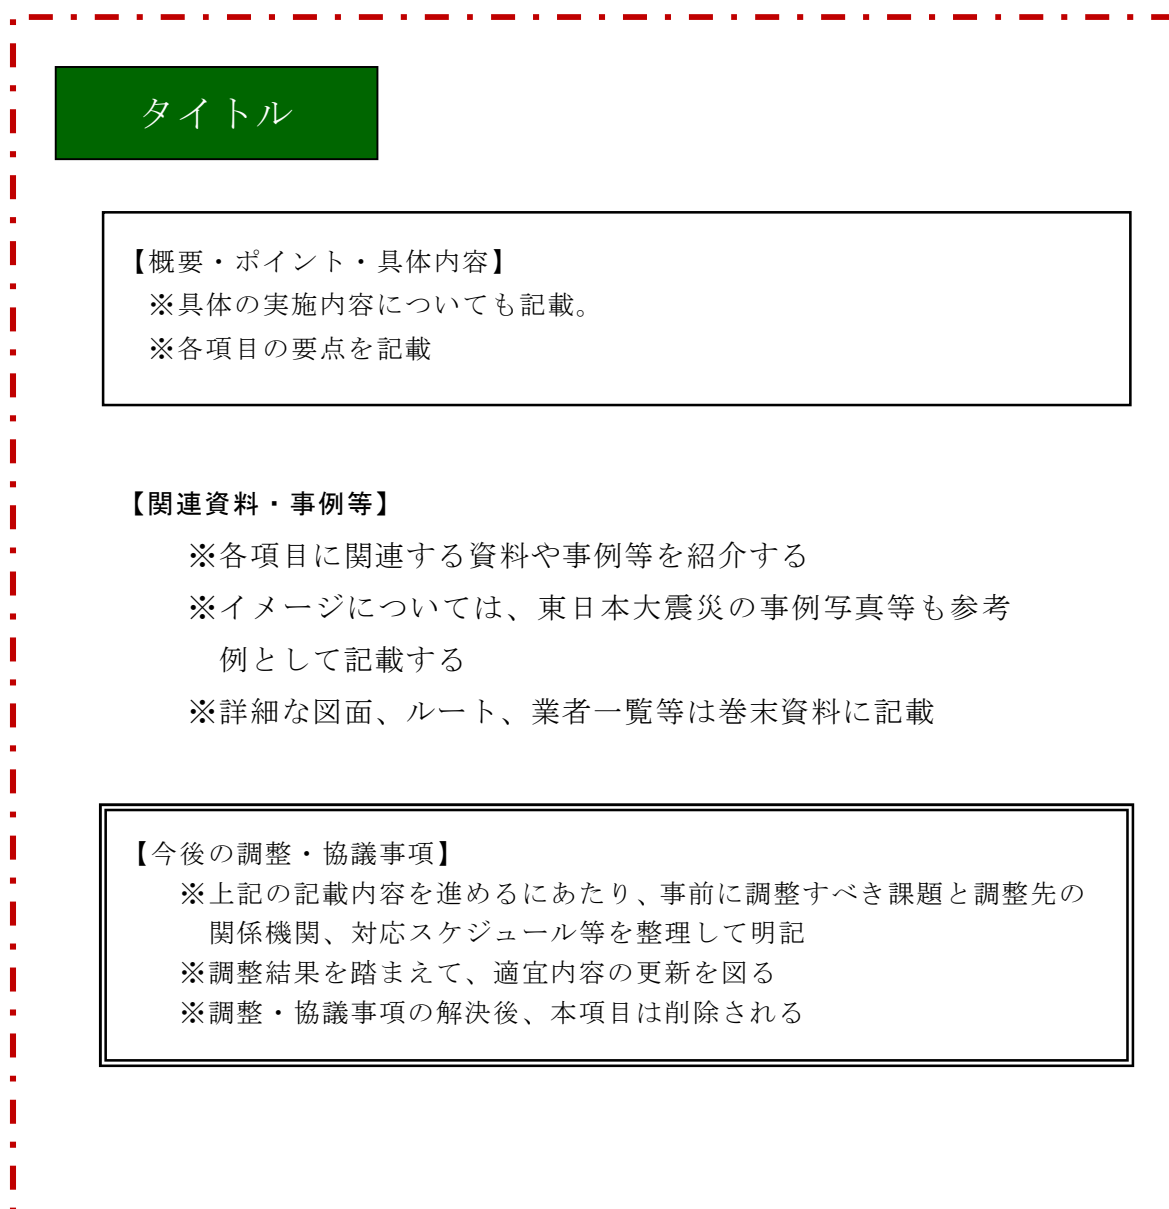 タイトル
【概要・ポイント・具体内容】
※具体の実施内容についても記載。
※各項目の要点を記載
【関連資料・事例等】
※各項目に関連する資料や事例等を紹介する
※イメージについては、東日本大震災の事例写真等も参考
例として記載する
※詳細な図面、ルート、業者一覧等は巻末資料に記載
【今後の調整・協議事項】
※上記の記載内容を進めるにあたり、事前に調整すべき課題と調整先の
関係機関、対応スケジュール等を整理して明記
※調整結果を踏まえて、適宜内容の更新を図る
※調整・協議事項の解決後、本項目は削除される